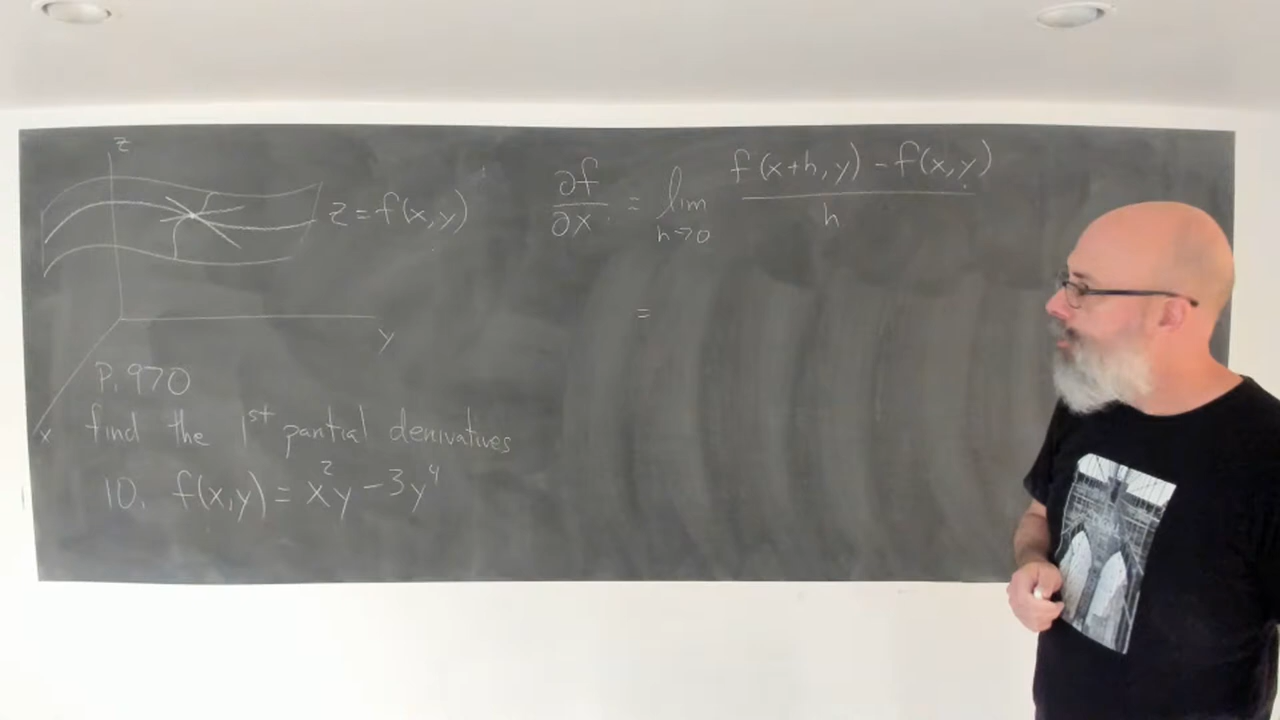 z
z = f(x,y)
y
x
P. 970
find the 1st partial derivatives
10. f(x,y) = x²y - 3y⁴
∂f/∂x = lim h→0 f(x+h, y) - f(x,y) / h
=